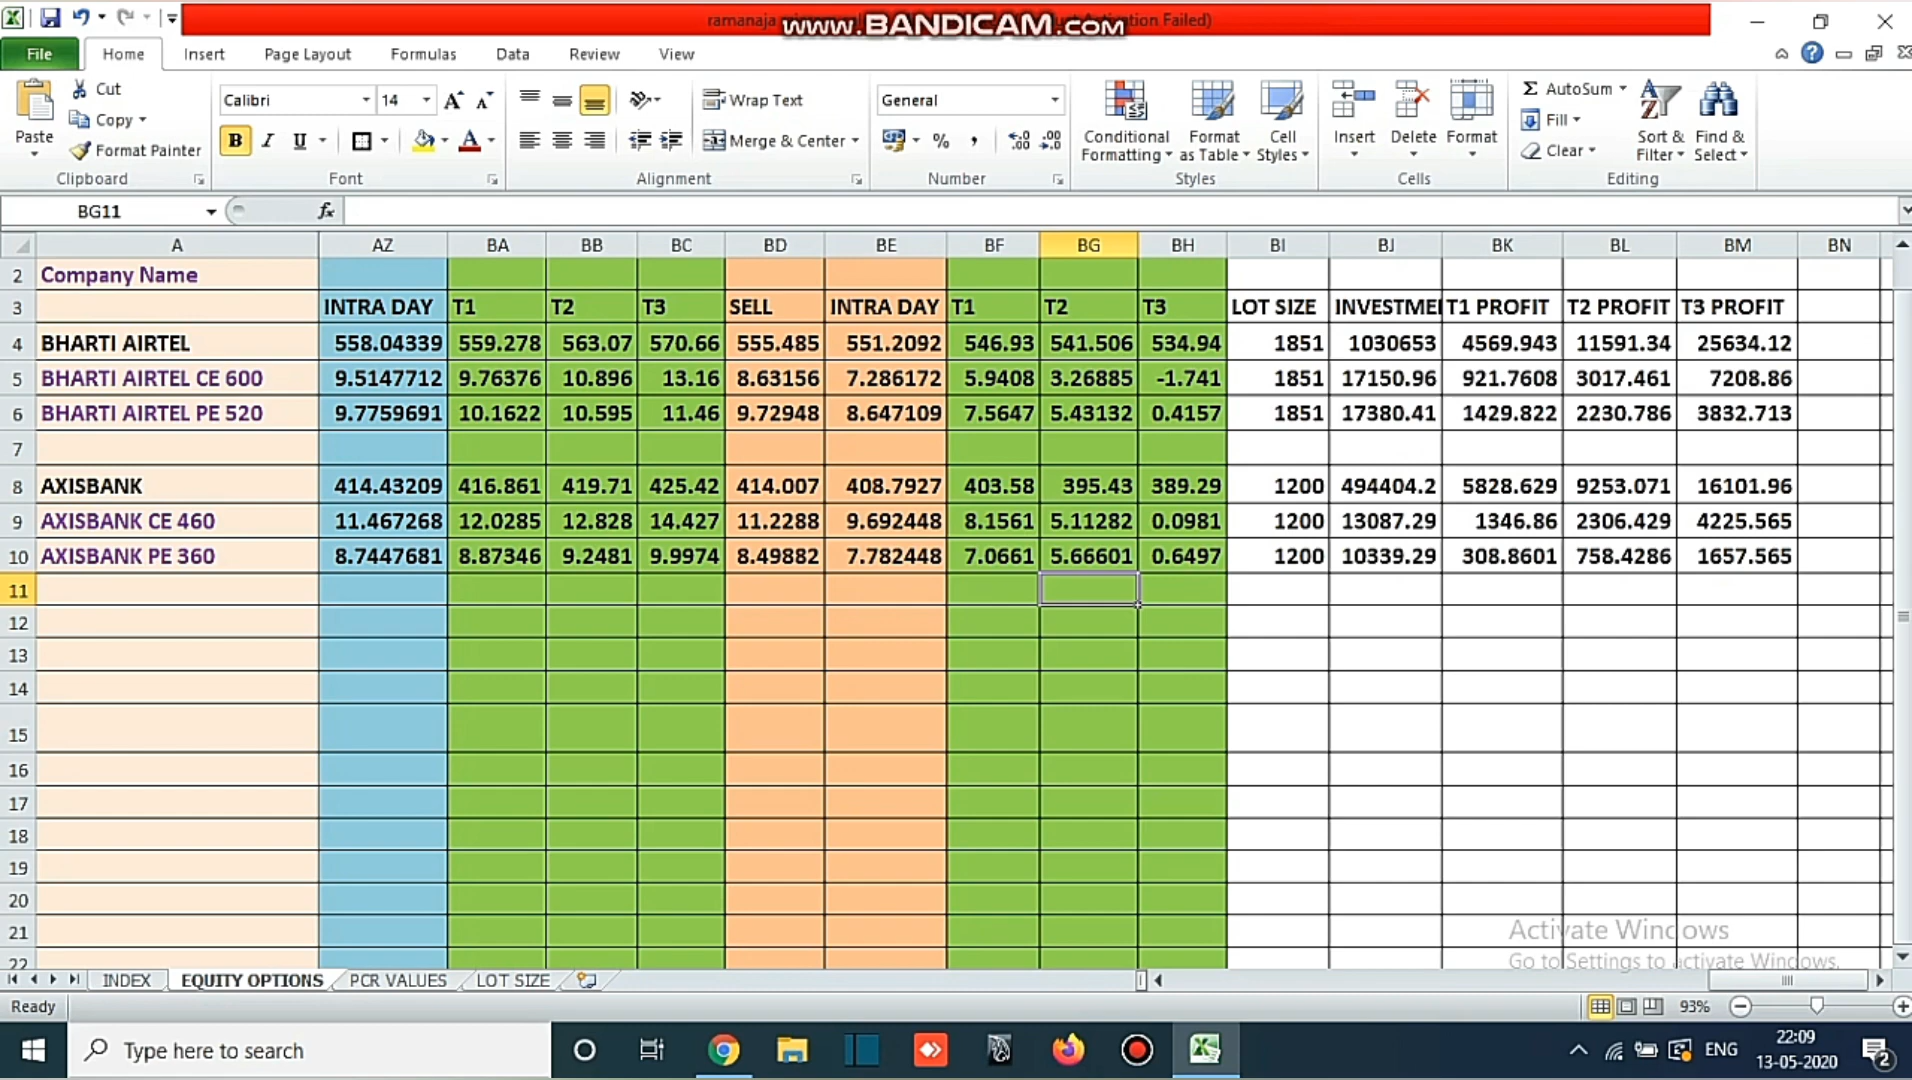 ramanaja
ation Failed)
www.BANDICAM.com
File Home Insert Page Layout Formulas Data Review View
Paste Cut Copy Format Painter Clipboard
Calibri 14 B I U Font
Wrap Text Merge & Center Alignment
General % , Number
Conditional Formatting Format as Table Cell Styles Styles
Insert Delete Format Cells
Σ AutoSum Fill Clear Sort & Filter Find & Select Editing
BG11 fx
A AZ BA BB BC BD BE BF BG BH BI BJ BK BL BM BN
2 Company Name
3 INTRA DAY T1 T2 T3 SELL INTRA DAY T1 T2 T3 LOT SIZE INVESTMEI T1 PROFIT T2 PROFIT T3 PROFIT
4 BHARTI AIRTEL 558.04339 559.278 563.07 570.66 555.485 551.2092 546.93 541.506 534.94 1851 1030653 4569.943 11591.34 25634.12
5 BHARTI AIRTEL CE 600 9.5147712 9.76376 10.896 13.16 8.63156 7.286172 5.9408 3.26885 -1.741 1851 17150.96 921.7608 3017.461 7208.86
6 BHARTI AIRTEL PE 520 9.7759691 10.1622 10.595 11.46 9.72948 8.647109 7.5647 5.43132 0.4157 1851 17380.41 1429.822 2230.786 3832.713
7
8 AXISBANK 414.43209 416.861 419.71 425.42 414.007 408.7927 403.58 395.43 389.29 1200 494404.2 5828.629 9253.071 16101.96
9 AXISBANK CE 460 11.467268 12.0285 12.828 14.427 11.2288 9.692448 8.1561 5.11282 0.0981 1200 13087.29 1346.86 2306.429 4225.565
10 AXISBANK PE 360 8.7447681 8.87346 9.2481 9.9974 8.49882 7.782448 7.0661 5.66601 0.6497 1200 10339.29 308.8601 758.4286 1657.565
11
12
13
14
15
16
17
18
19
20
21
22
Activate Windows
Go to Settings to activate Windows.
INDEX EQUITY OPTIONS PCR VALUES LOT SIZE
Ready 93%
Type here to search
ENG 22:09
13-05-2020
2